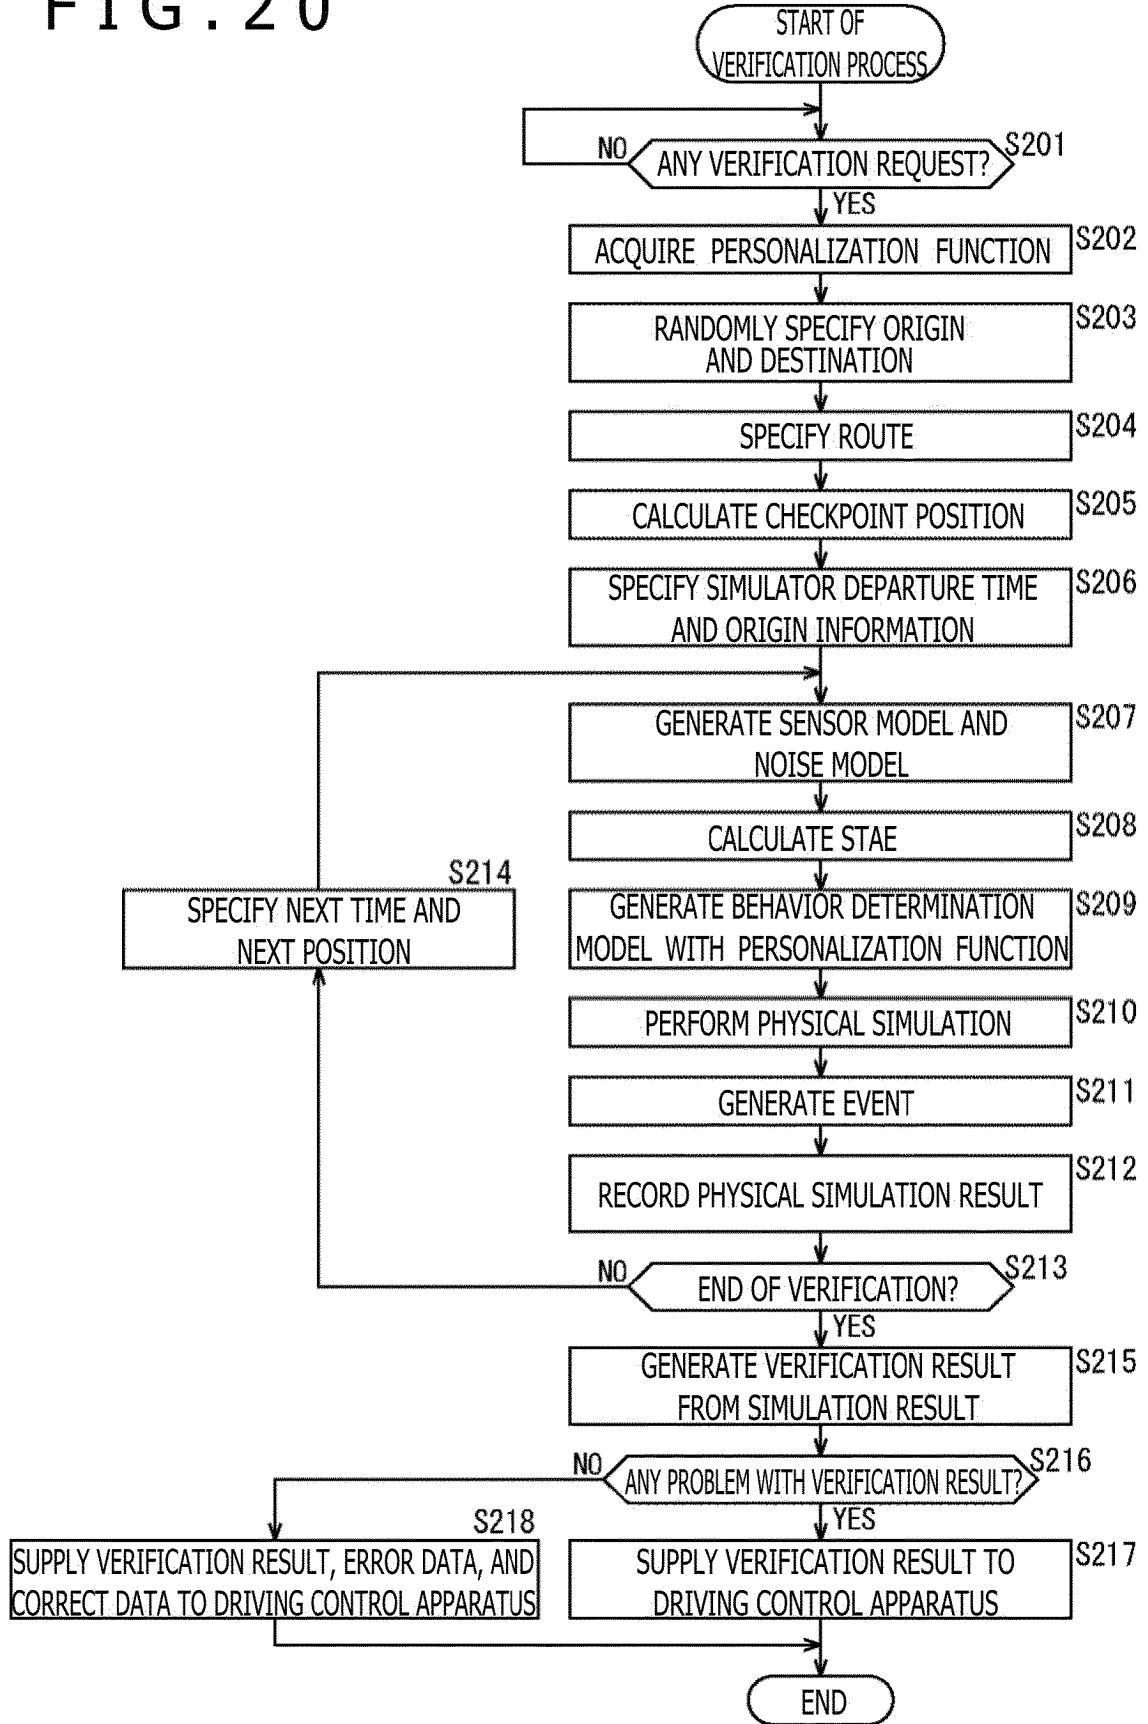 FIG.20
START OF
VERIFICATION PROCESS
NO
ANY VERIFICATION REQUEST?
S201
YES
ACQUIRE PERSONALIZATION FUNCTION
S202
RANDOMLY SPECIFY ORIGIN
AND DESTINATION
S203
SPECIFY ROUTE
S204
CALCULATE CHECKPOINT POSITION
S205
SPECIFY SIMULATOR DEPARTURE TIME
AND ORIGIN INFORMATION
S206
GENERATE SENSOR MODEL AND
NOISE MODEL
S207
CALCULATE STAE
S208
S214
SPECIFY NEXT TIME AND
NEXT POSITION
GENERATE BEHAVIOR DETERMINATION
MODEL WITH PERSONALIZATION FUNCTION
S209
PERFORM PHYSICAL SIMULATION
S210
GENERATE EVENT
S211
RECORD PHYSICAL SIMULATION RESULT
S212
NO
END OF VERIFICATION?
S213
YES
GENERATE VERIFICATION RESULT
FROM SIMULATION RESULT
S215
NO
ANY PROBLEM WITH VERIFICATION RESULT?
S216
YES
S218
SUPPLY VERIFICATION RESULT, ERROR DATA, AND
CORRECT DATA TO DRIVING CONTROL APPARATUS
SUPPLY VERIFICATION RESULT TO
DRIVING CONTROL APPARATUS
S217
END